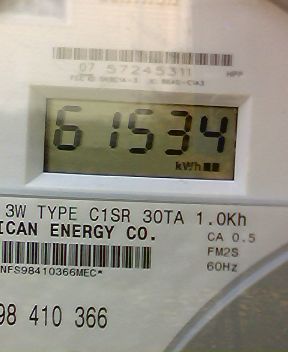 07 57245311 HPP
61534
kWh
3W TYPE C1SR 30TA 1.0Kh
ICAN ENERGY CO.
CA 0.5
FM2S
NFS98410366MEC*
60Hz
98 410 366